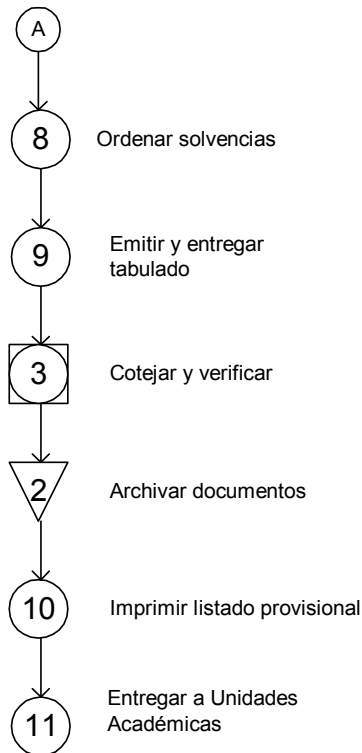 A
8 Ordenar solvencias
9 Emitir y entregar
tabulado
3 Cotejar y verificar
2 Archivar documentos
10 Imprimir listado provisional
11 Entregar a Unidades
Académicas